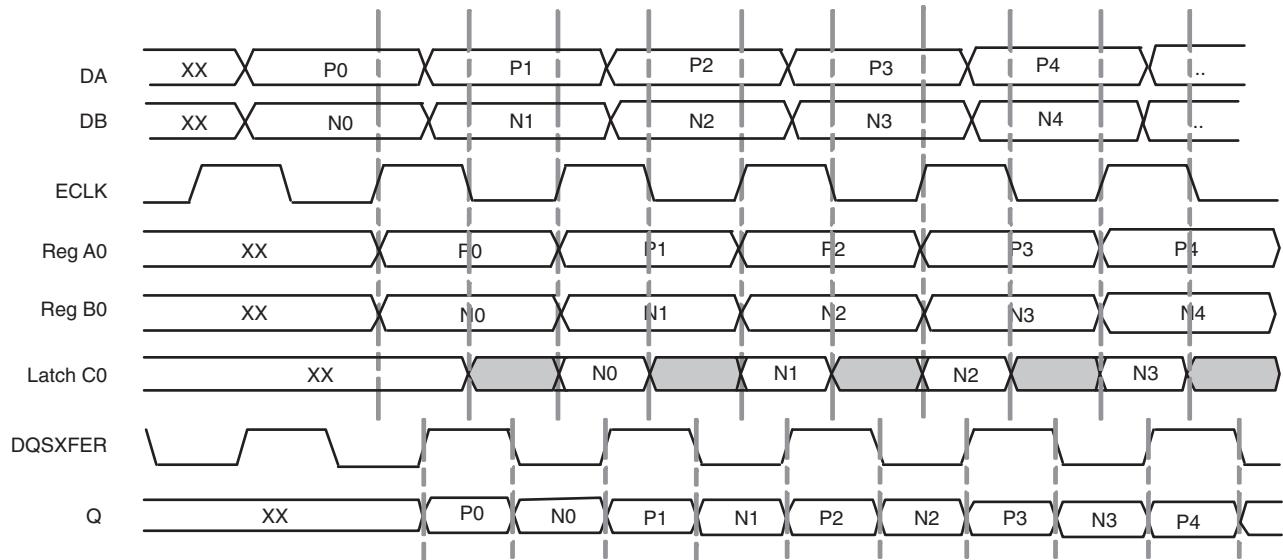 DA XX P0 P1 P2 P3 P4 ..
DB XX N0 N1 N2 N3 N4 ..
ECLK
Reg A0 XX P0 P1 P2 P3 P4
Reg B0 XX N0 N1 N2 N3 N4
Latch C0 XX N0 N1 N2 N3
DQSXFER
Q XX P0 N0 P1 N1 P2 N2 P3 N3 P4